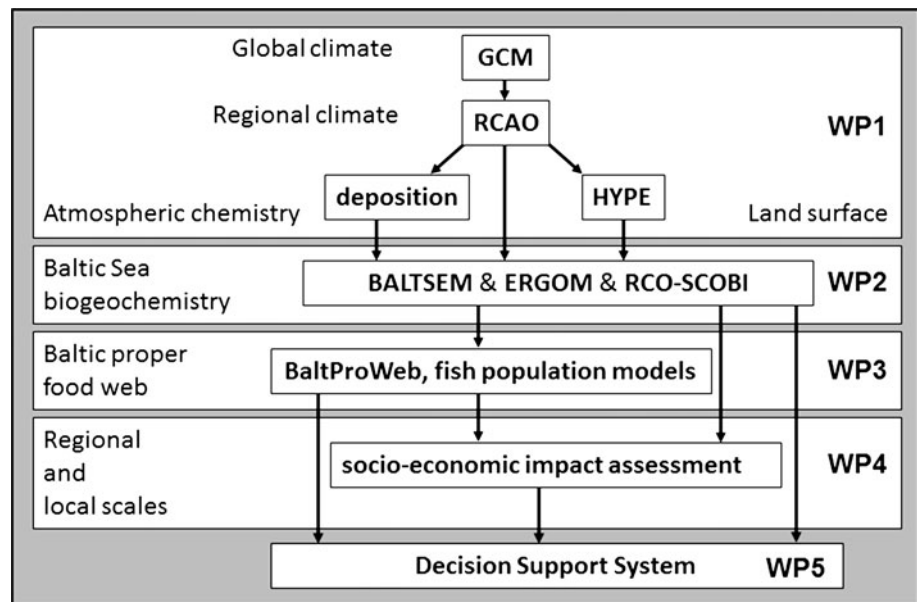 Global climate
GCM
Regional climate
RCAO
WP1
deposition
HYPE
Atmospheric chemistry
Land surface
Baltic Sea
biogeochemistry
BALTSEM & ERGOM & RCO-SCOBI
WP2
Baltic proper
food web
BaltProWeb, fish population models
WP3
Regional
and
local scales
socio-economic impact assessment
WP4
Decision Support System
WP5